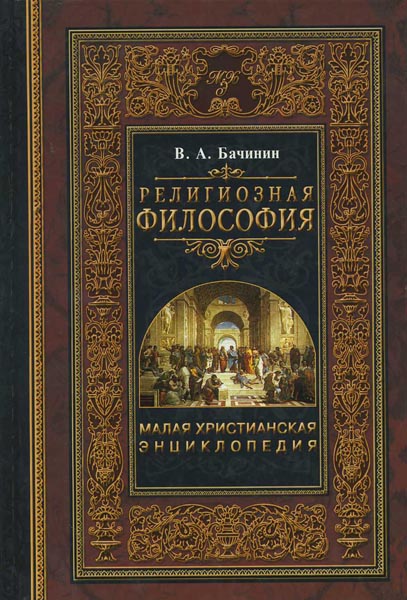 В. А. Бачинин
РЕЛИГИОЗНАЯ
ФИЛОСОФИЯ
МАЛАЯ ХРИСТИАНСКАЯ
ЭНЦИКЛОПЕДИЯ